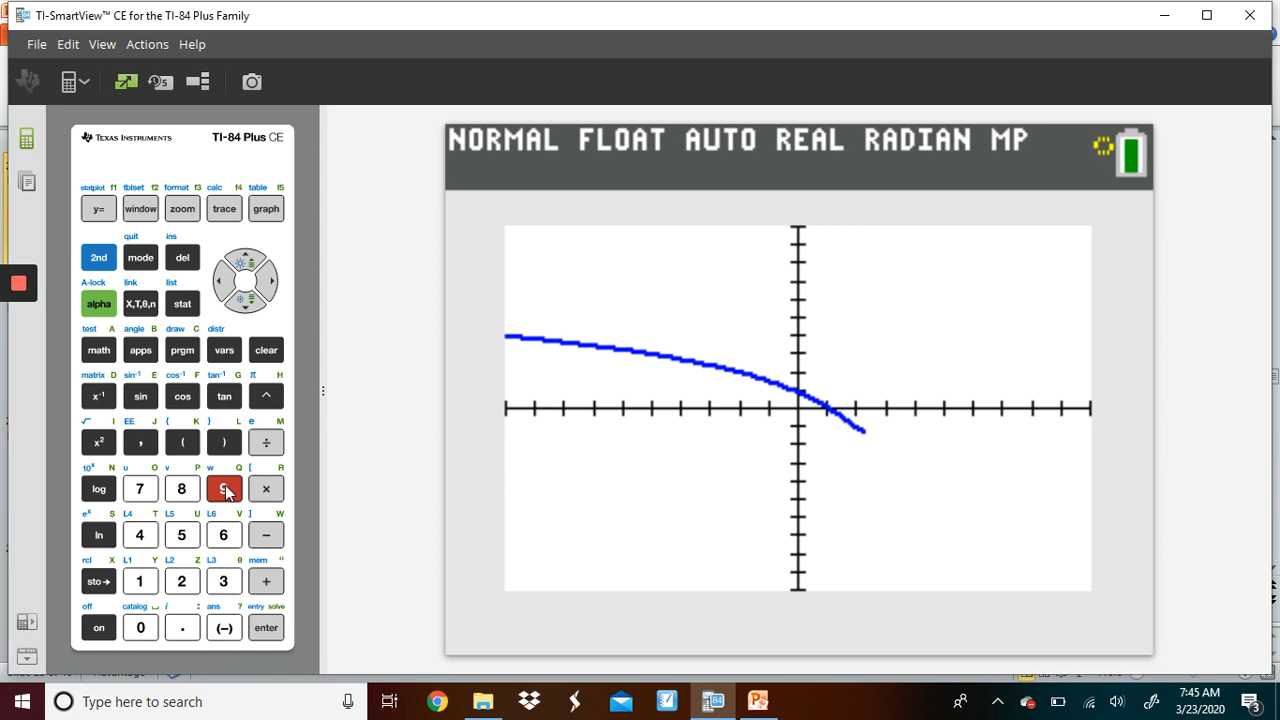 TI-SmartView™ CE for the TI-84 Plus Family
File Edit View Actions Help
TEXAS INSTRUMENTS TI-84 Plus CE
statplot f1 tblset f2 format f3 calc f4 table f5
y= window zoom trace graph
quit ins
2nd mode del
A-lock link list
alpha X,T,θ,n stat
test A angle B draw C distr
math apps prgm vars clear
matrix D sin⁻¹ E cos⁻¹ F tan⁻¹ G π H
x⁻¹ sin cos tan ^
√ I EE J { K } L e M
x² , ( ) ÷
10ˣ N u O v P w Q [ R
log 7 8 9 ×
eˣ S L4 T L5 U L6 V ] W
ln 4 5 6 −
rcl X L1 Y L2 Z L3 θ mem "
sto→ 1 2 3 +
off catalog ⎵ i : ans ? entry solve
on 0 . (−) enter
NORMAL FLOAT AUTO REAL RADIAN MP
Type here to search
7:45 AM
3/23/2020
3